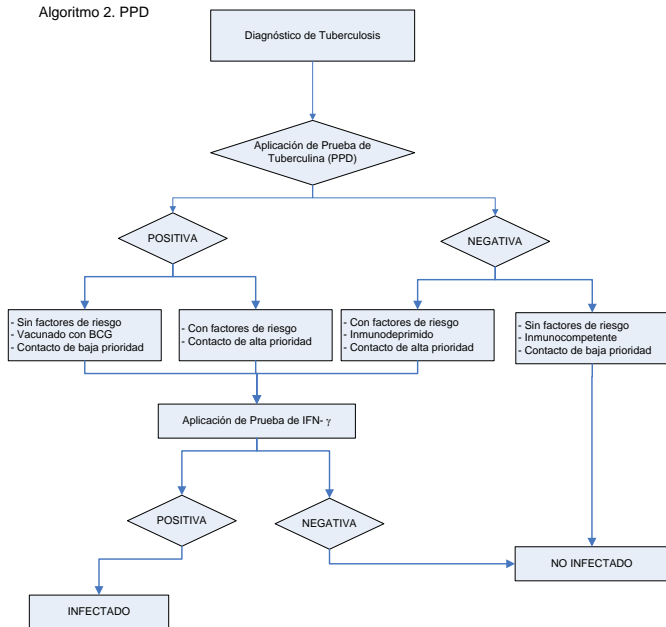 Algoritmo 2. PPD
Diagnóstico de Tuberculosis
Aplicación de Prueba de
Tuberculina (PPD)
POSITIVA
NEGATIVA
- Sin factores de riesgo
- Vacunado con BCG
- Contacto de baja prioridad
- Con factores de riesgo
- Contacto de alta prioridad
- Con factores de riesgo
- Inmunodeprimido
- Contacto de alta prioridad
- Sin factores de riesgo
- Inmunocompetente
- Contacto de baja prioridad
Aplicación de Prueba de IFN- γ
POSITIVA
NEGATIVA
NO INFECTADO
INFECTADO